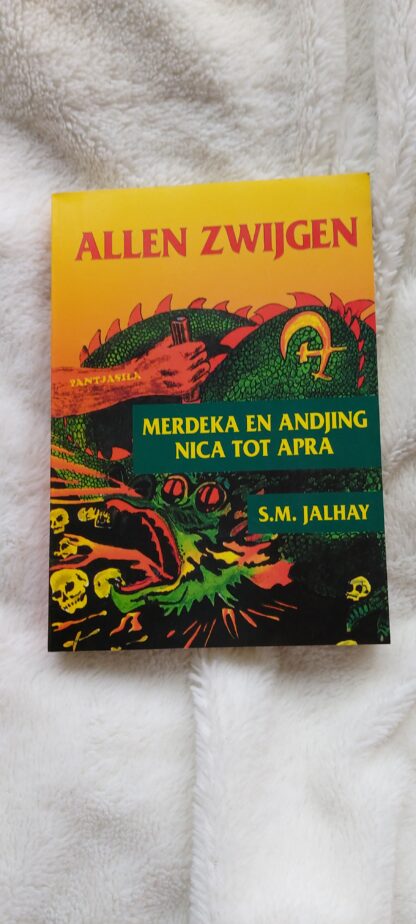 ALLEN ZWIJGEN
PANTJASILA
MERDEKA EN ANDJING
NICA TOT APRA
S.M. JALHAY